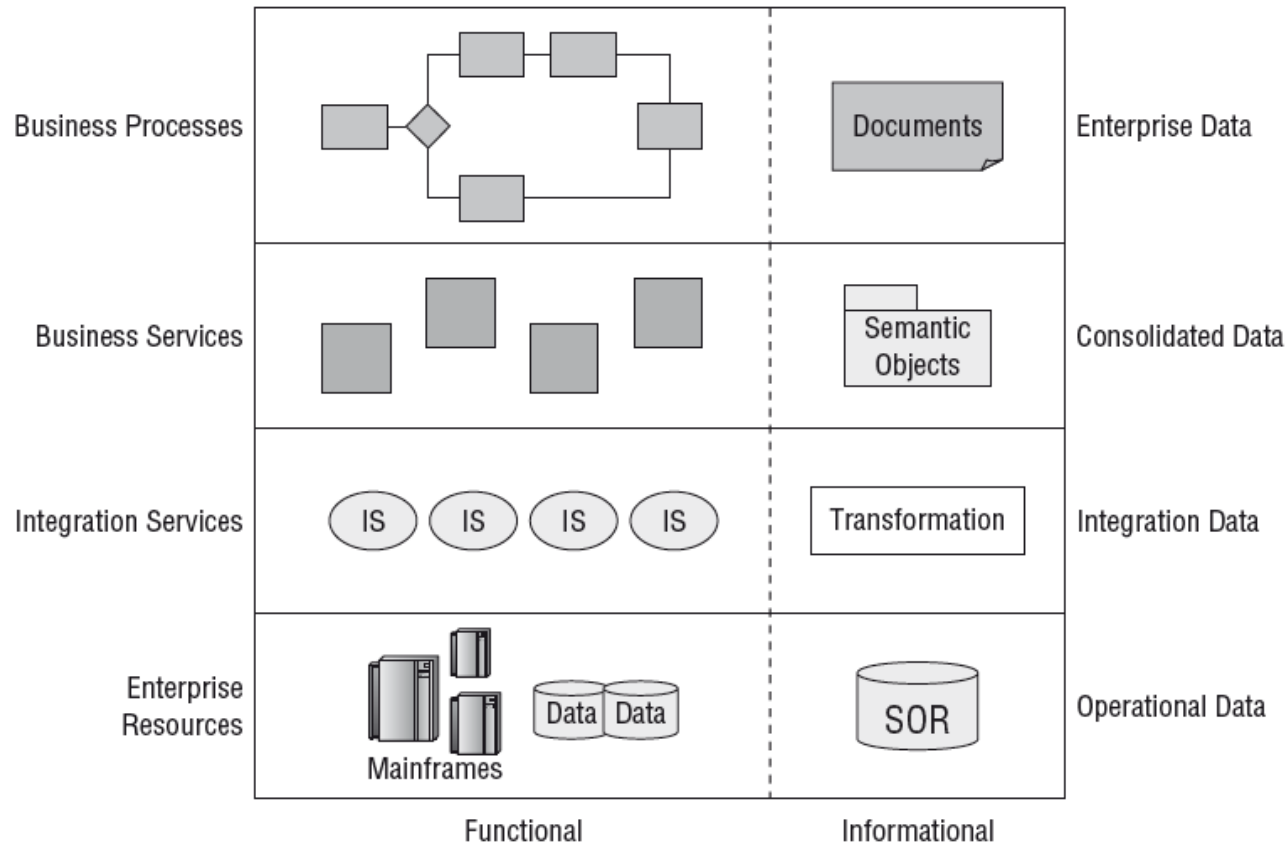 Business Processes
Documents
Enterprise Data
Business Services
Semantic
Objects
Consolidated Data
Integration Services
IS
IS
IS
IS
Transformation
Integration Data
Enterprise
Resources
Mainframes
Data
Data
SOR
Operational Data
Functional
Informational